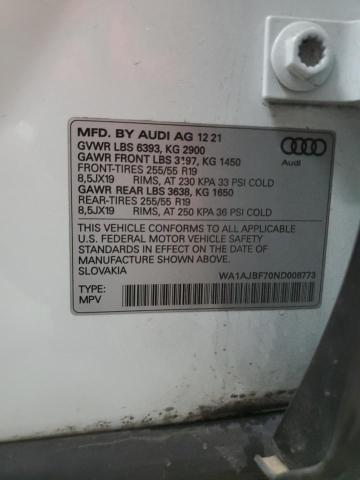 MFD. BY AUDI AG 12 21
GVWR LBS 6393, KG 2900
GAWR FRONT LBS 3197, KG 1450
FRONT-TIRES 255/55 R19
8,5JX19 RIMS, AT 230 KPA 33 PSI COLD
GAWR REAR LBS 3638, KG 1650
REAR-TIRES 255/55 R19
8,5JX19 RIMS, AT 250 KPA 36 PSI COLD
THIS VEHICLE CONFORMS TO ALL APPLICABLE
U.S. FEDERAL MOTOR VEHICLE SAFETY
STANDARDS IN EFFECT ON THE DATE OF
MANUFACTURE SHOWN ABOVE.
SLOVAKIA WA1AJBF70ND008773
TYPE:
MPV
Audi